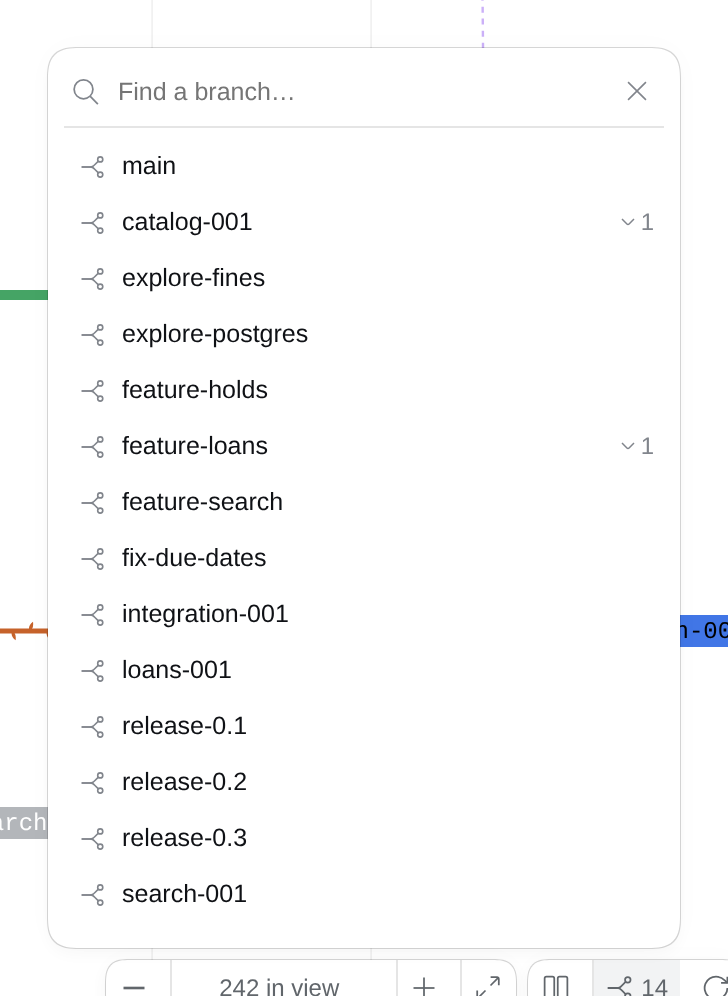 Find a branch…
main
catalog-001 1
explore-fines
explore-postgres
feature-holds
feature-loans 1
feature-search
fix-due-dates
integration-001
loans-001
release-0.1
release-0.2
release-0.3
search-001
242 in view 14